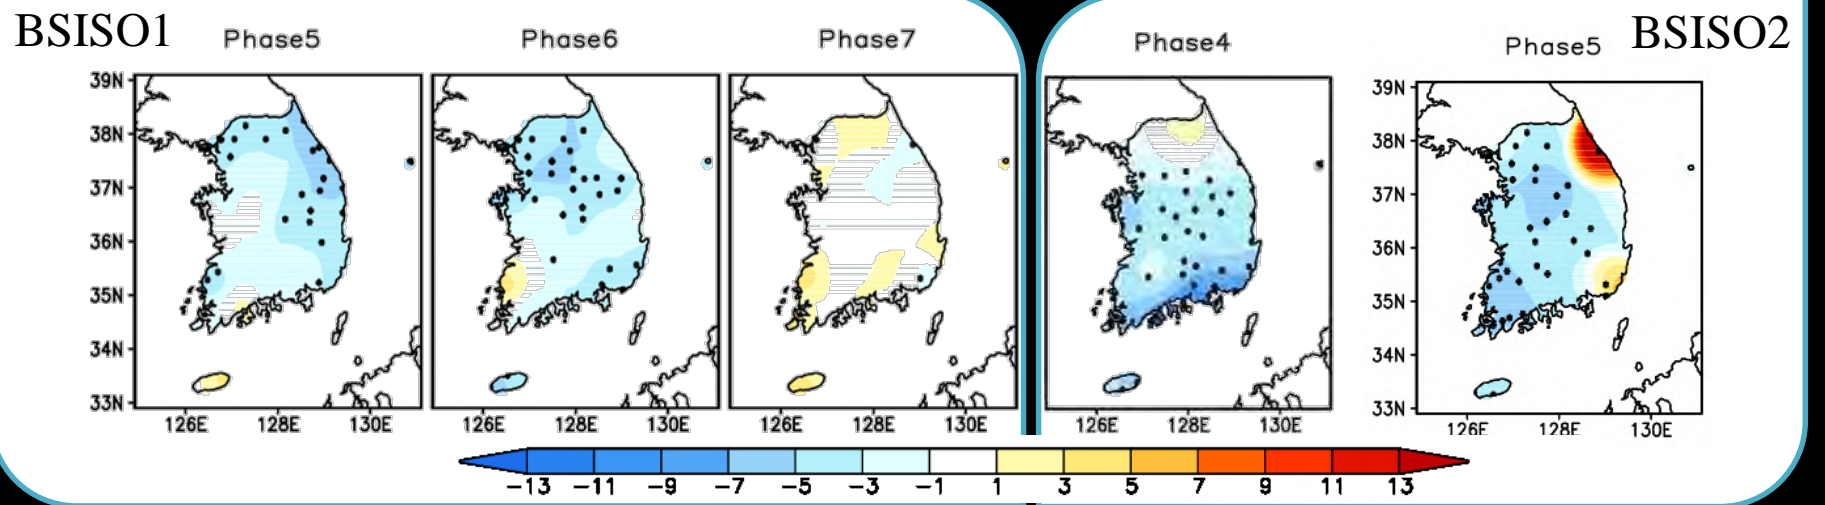 BSISO1
Phase5
Phase6
Phase7
Phase4
Phase5
BSISO2
39N
38N
37N
36N
35N
34N
33N
126E 128E 130E
126E 128E 130E
126E 128E 130E
126E 128E 130E
39N
38N
37N
36N
35N
34N
33N
126E 128E 130E
-13 -11 -9 -7 -5 -3 -1 1 3 5 7 9 11 13